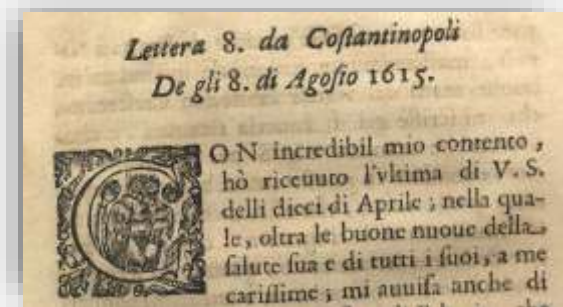 Lettera 8. da Coſtantinopoli
De gli 8. di Agoſto 1615.
CON incredibil mio contento,
hò riceuuto l'vltima di V. S.
delli dieci di Aprile; nella qua-
le, oltra le buone nuoue della
ſalute ſua e di tutti i ſuoi, a me
cariſſime; mi auuiſa anche di